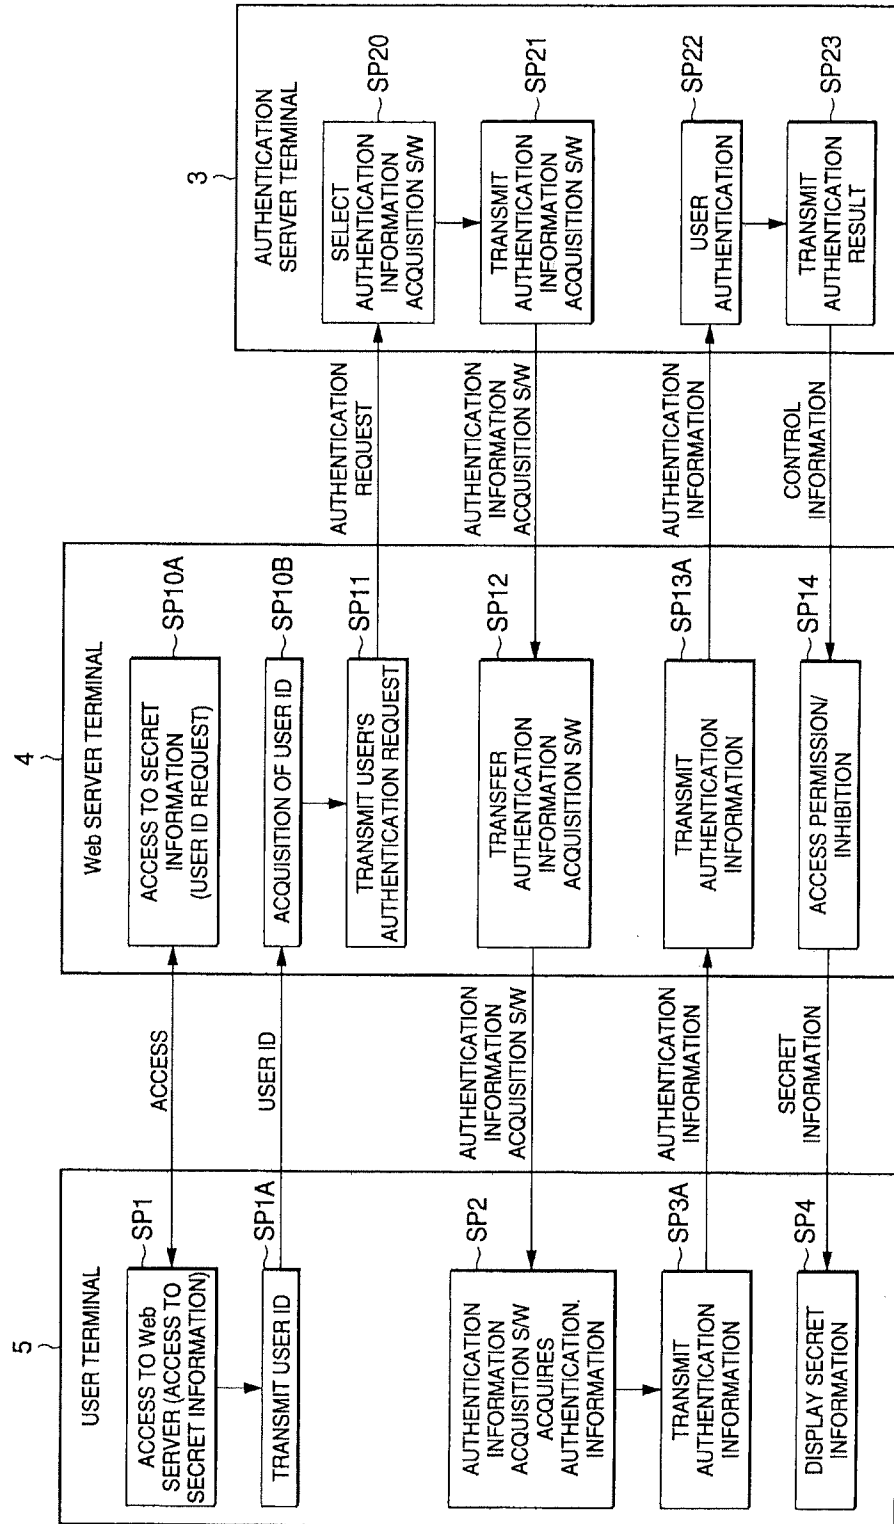 5
USER TERMINAL
ACCESS TO Web
SERVER (ACCESS TO
SECRET INFORMATION)
SP1
TRANSMIT USER ID
SP1A
AUTHENTICATION
INFORMATION
ACQUISITION S/W
ACQUIRES
AUTHENTICATION.
INFORMATION
SP2
TRANSMIT
AUTHENTICATION
INFORMATION
SP3A
DISPLAY SECRET
INFORMATION
SP4
ACCESS
USER ID
AUTHENTICATION
INFORMATION
ACQUISITION S/W
AUTHENTICATION
INFORMATION
SECRET
INFORMATION
4
Web SERVER TERMINAL
ACCESS TO SECRET
INFORMATION
(USER ID REQUEST)
SP10A
ACQUISITION OF USER ID
SP10B
TRANSMIT USER'S
AUTHENTICATION REQUEST
SP11
TRANSFER
AUTHENTICATION
INFORMATION
ACQUISITION S/W
SP12
TRANSMIT
AUTHENTICATION
INFORMATION
SP13A
ACCESS PERMISSION/
INHIBITION
SP14
AUTHENTICATION
REQUEST
AUTHENTICATION
INFORMATION
ACQUISITION S/W
AUTHENTICATION
INFORMATION
CONTROL
INFORMATION
3
AUTHENTICATION
SERVER TERMINAL
SELECT
AUTHENTICATION
INFORMATION
ACQUISITION S/W
SP20
TRANSMIT
AUTHENTICATION
INFORMATION
ACQUISITION S/W
SP21
USER
AUTHENTICATION
SP22
TRANSMIT
AUTHENTICATION
RESULT
SP23